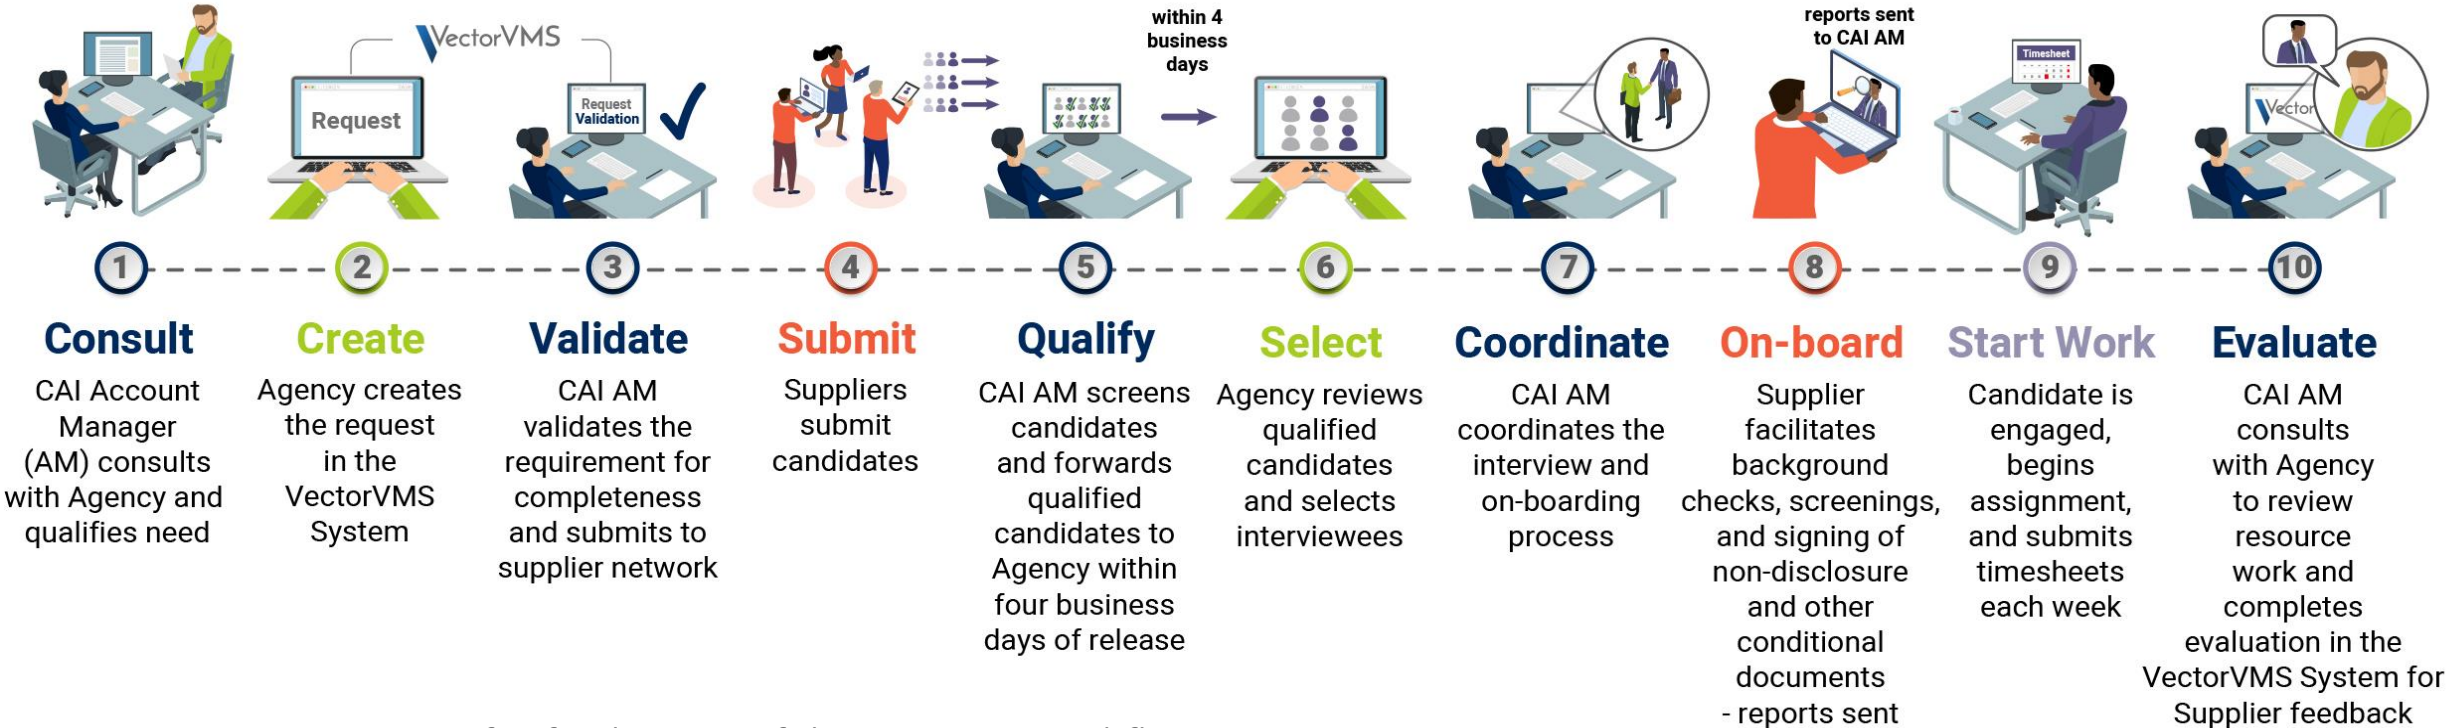 VectorVMS
within 4
business
days
reports sent
to CAI AM
Request
Request
Validation
Timesheet
Vector
1
2
3
4
5
6
7
8
9
10
Consult
CAI Account
Manager
(AM) consults
with Agency and
qualifies need
Create
Agency creates
the request
in the
VectorVMS
System
Validate
CAI AM
validates the
requirement for
completeness
and submits to
supplier network
Submit
Suppliers
submit
candidates
Qualify
CAI AM screens
candidates
and forwards
qualified
candidates to
Agency within
four business
days of release
Select
Agency reviews
qualified
candidates
and selects
interviewees
Coordinate
CAI AM
coordinates the
interview and
on-boarding
process
On-board
Supplier
facilitates
background
checks, screenings,
and signing of
non-disclosure
and other
conditional
documents
- reports sent
Start Work
Candidate is
engaged,
begins
assignment,
and submits
timesheets
each week
Evaluate
CAI AM
consults
with Agency
to review
resource
work and
completes
evaluation in the
VectorVMS System for
Supplier feedback